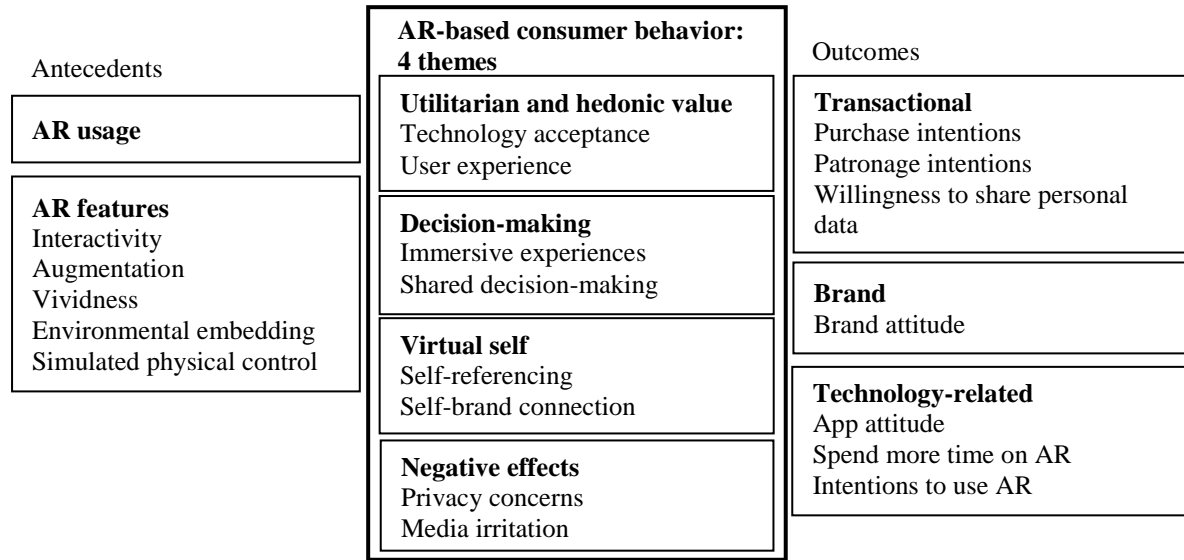 Antecedents
AR usage
AR features
Interactivity
Augmentation
Vividness
Environmental embedding
Simulated physical control
AR-based consumer behavior:
4 themes
Utilitarian and hedonic value
Technology acceptance
User experience
Decision-making
Immersive experiences
Shared decision-making
Virtual self
Self-referencing
Self-brand connection
Negative effects
Privacy concerns
Media irritation
Outcomes
Transactional
Purchase intentions
Patronage intentions
Willingness to share personal
data
Brand
Brand attitude
Technology-related
App attitude
Spend more time on AR
Intentions to use AR